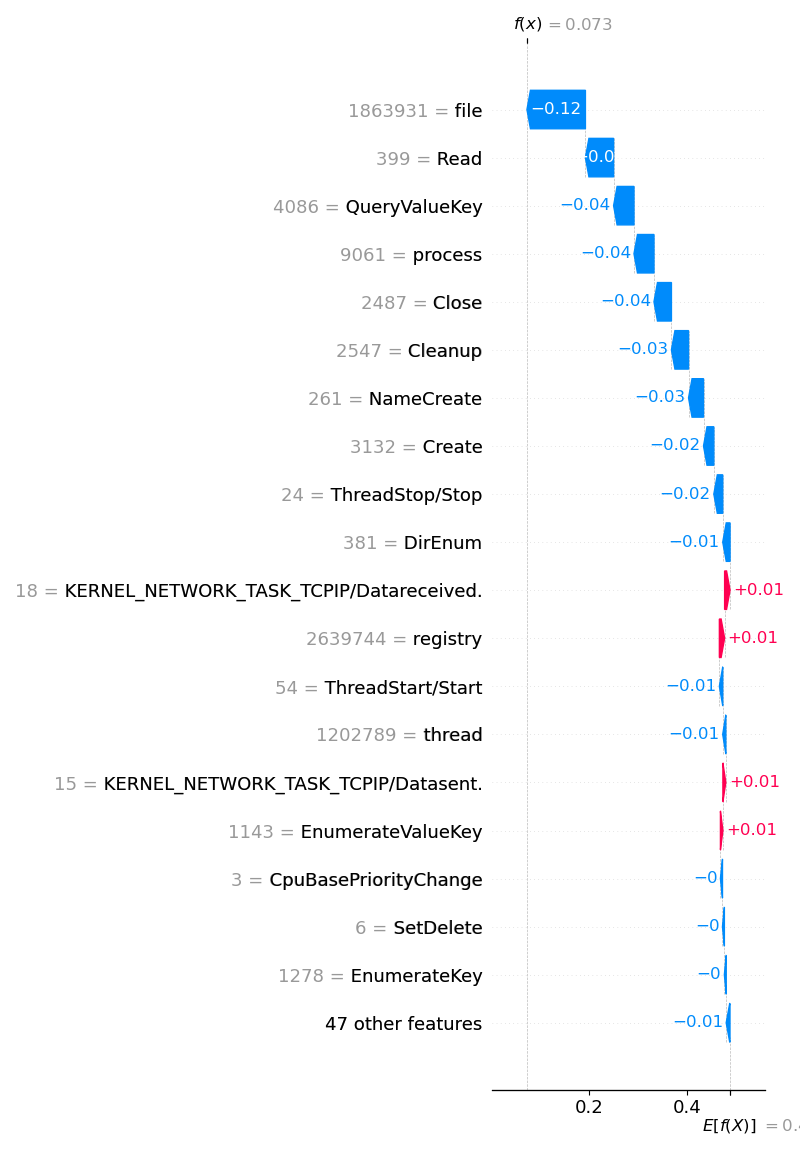 f(x) = 0.073
1863931 = file −0.12
399 = Read −0.0
4086 = QueryValueKey −0.04
9061 = process −0.04
2487 = Close −0.04
2547 = Cleanup −0.03
261 = NameCreate −0.03
3132 = Create −0.02
24 = ThreadStop/Stop −0.02
381 = DirEnum −0.01
18 = KERNEL_NETWORK_TASK_TCPIP/Datareceived. +0.01
2639744 = registry +0.01
54 = ThreadStart/Start −0.01
1202789 = thread −0.01
15 = KERNEL_NETWORK_TASK_TCPIP/Datasent. +0.01
1143 = EnumerateValueKey +0.01
3 = CpuBasePriorityChange −0
6 = SetDelete −0
1278 = EnumerateKey −0
47 other features −0.01
0.2 0.4
E[f(X)] = 0.4